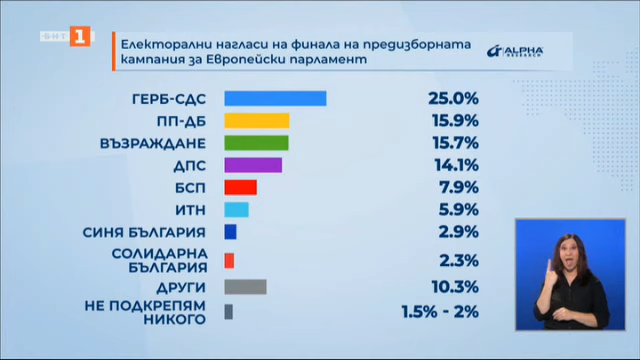 БНТ 1
Електорални нагласи на финала на предизборната
кампания за Европейски парламент
ALPHA
RESEARCH
ГЕРБ-СДС 25.0%
ПП-ДБ 15.9%
ВЪЗРАЖДАНЕ 15.7%
ДПС 14.1%
БСП 7.9%
ИТН 5.9%
СИНЯ БЪЛГАРИЯ 2.9%
СОЛИДАРНА
БЪЛГАРИЯ 2.3%
ДРУГИ 10.3%
НЕ ПОДКРЕПЯМ
НИКОГО 1.5% - 2%